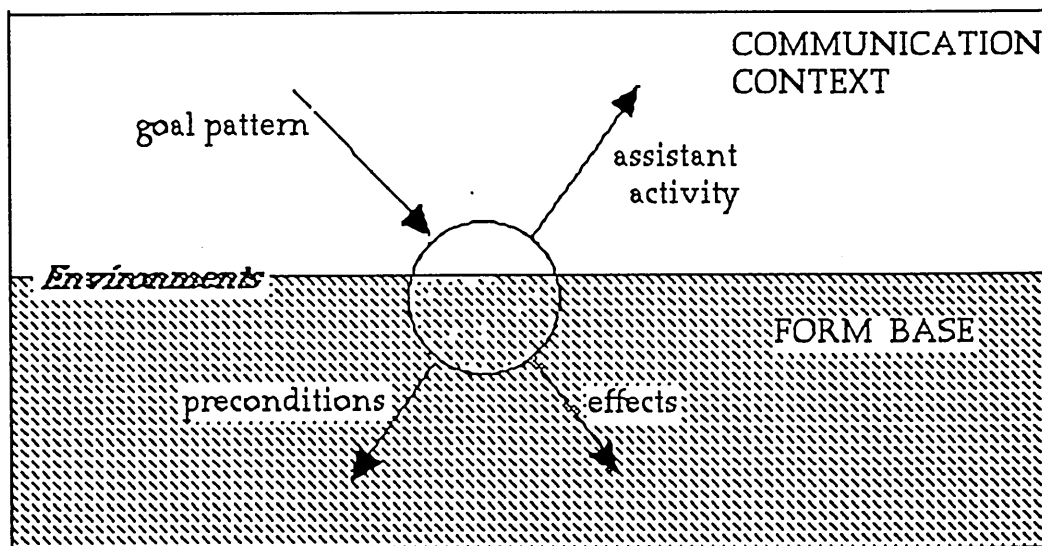 COMMUNICATION
CONTEXT
goal pattern
assistant
activity
Environments
FORM BASE
preconditions
effects